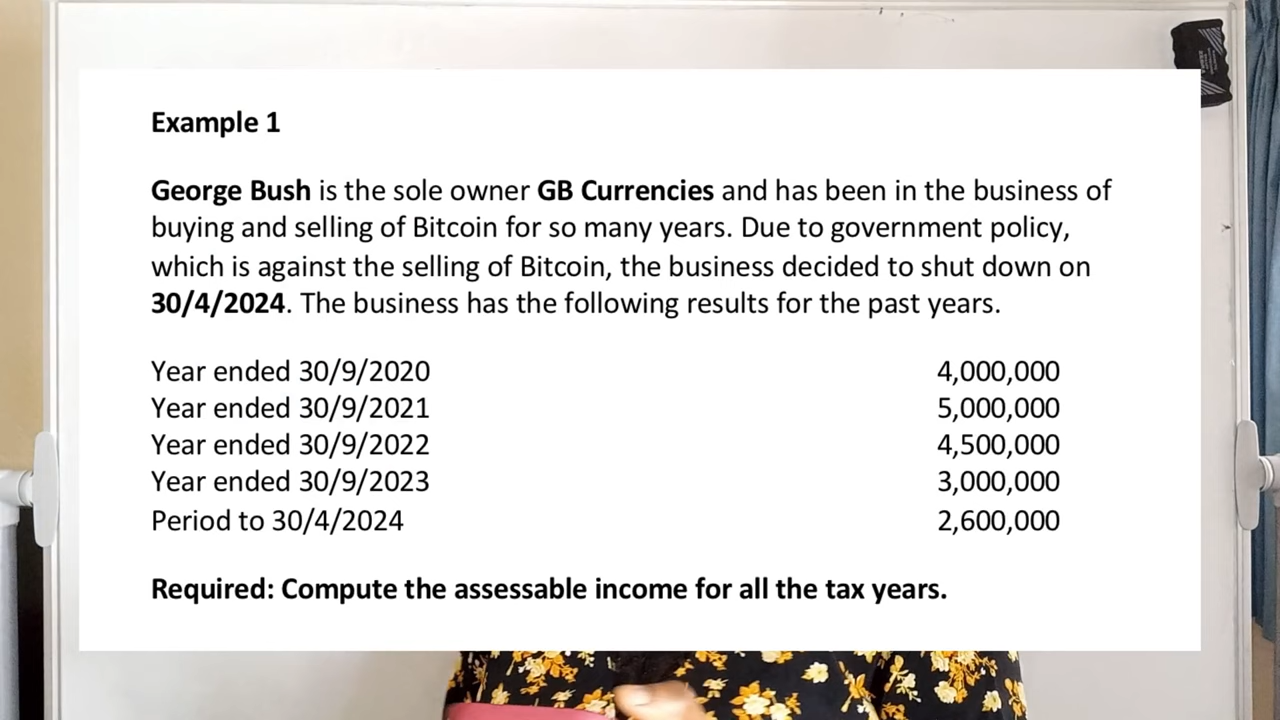 Example 1
George Bush is the sole owner GB Currencies and has been in the business of
buying and selling of Bitcoin for so many years. Due to government policy,
which is against the selling of Bitcoin, the business decided to shut down on
30/4/2024. The business has the following results for the past years.
Year ended 30/9/2020 4,000,000
Year ended 30/9/2021 5,000,000
Year ended 30/9/2022 4,500,000
Year ended 30/9/2023 3,000,000
Period to 30/4/2024 2,600,000
Required: Compute the assessable income for all the tax years.